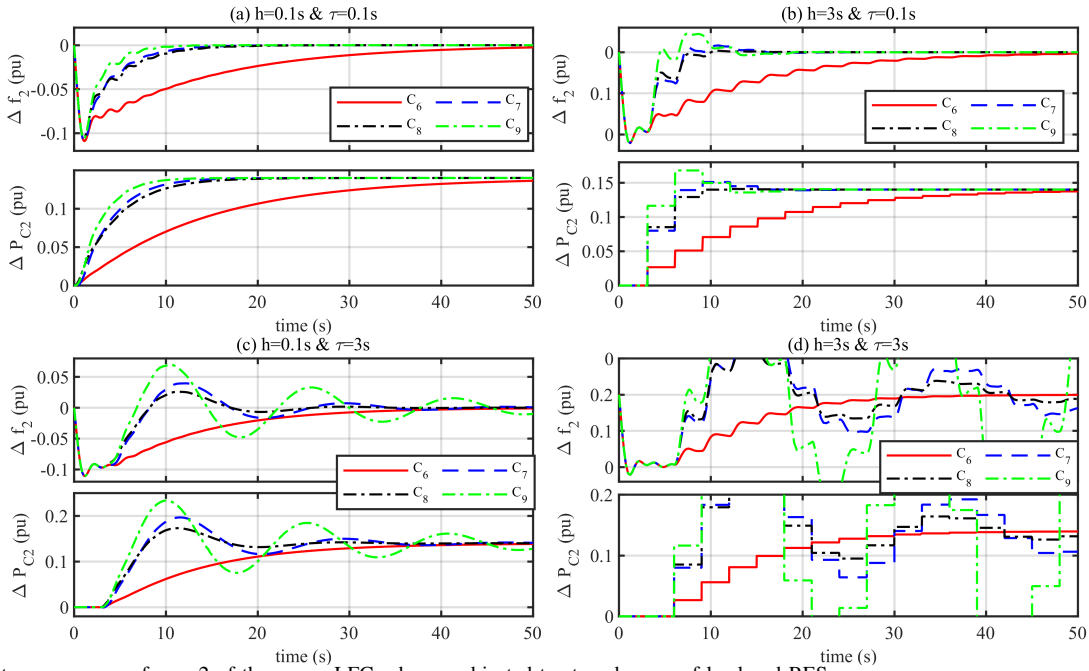 (a) h=0.1s & τ=0.1s
Δ f2 (pu)
0
-0.05
-0.1
C6 C7
C8 C9
Δ PC2 (pu)
0.1
0.05
0
0 10 20 30 40 50
time (s)
(b) h=3s & τ=0.1s
Δ f2 (pu)
0
0.1
0
C6 C7
C8 C9
Δ PC2 (pu)
0.15
0.10
0.05
0
0 10 20 30 40 50
time (s)
(c) h=0.1s & τ=3s
Δ f2 (pu)
0.05
0
-0.05
-0.1
C6 C7
C8 C9
Δ PC2 (pu)
0.2
0.1
0
0 10 20 30 40 50
time (s)
(d) h=3s & τ=3s
Δ f2 (pu)
0
0.2
0.1
0
C6 C7
C8 C9
Δ PC2 (pu)
0.2
0.1
0
0 10 20 30 40 50
time (s)